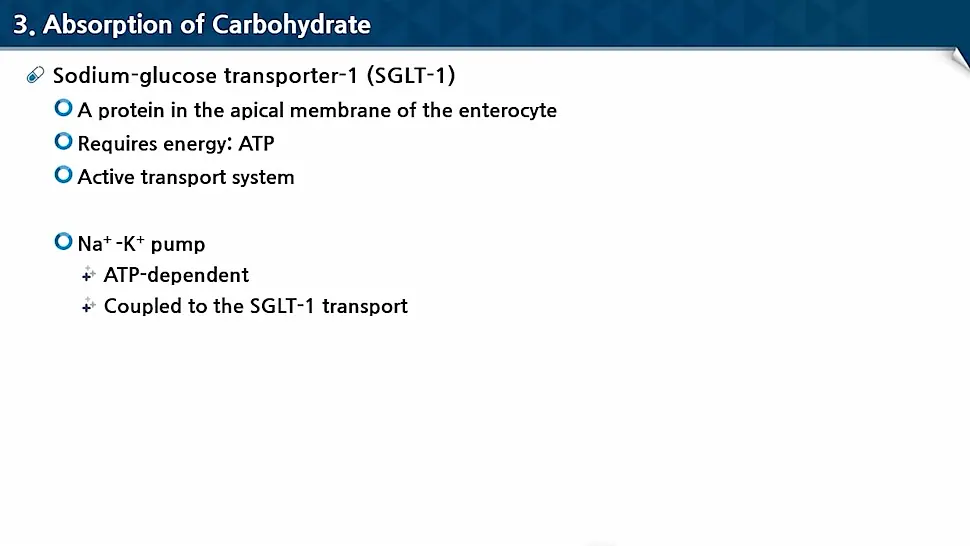 3. Absorption of Carbohydrate
Sodium-glucose transporter-1 (SGLT-1)
A protein in the apical membrane of the enterocyte
Requires energy: ATP
Active transport system
Na⁺ -K⁺ pump
ATP-dependent
Coupled to the SGLT-1 transport